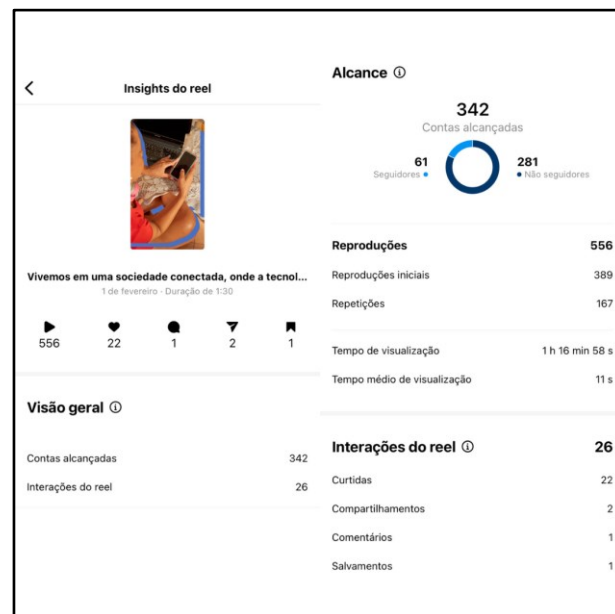 Insights do reel
Vivemos em uma sociedade conectada, onde a tecnol...
1 de fevereiro · Duração de 1:30
556 22 1 2 1
Visão geral
Contas alcançadas 342
Interações do reel 26
Alcance
342
Contas alcançadas
61 281
Seguidores Não seguidores
Reproduções 556
Reproduções iniciais 389
Repetições 167
Tempo de visualização 1 h 16 min 58 s
Tempo médio de visualização 11 s
Interações do reel 26
Curtidas 22
Compartilhamentos 2
Comentários 1
Salvamentos 1